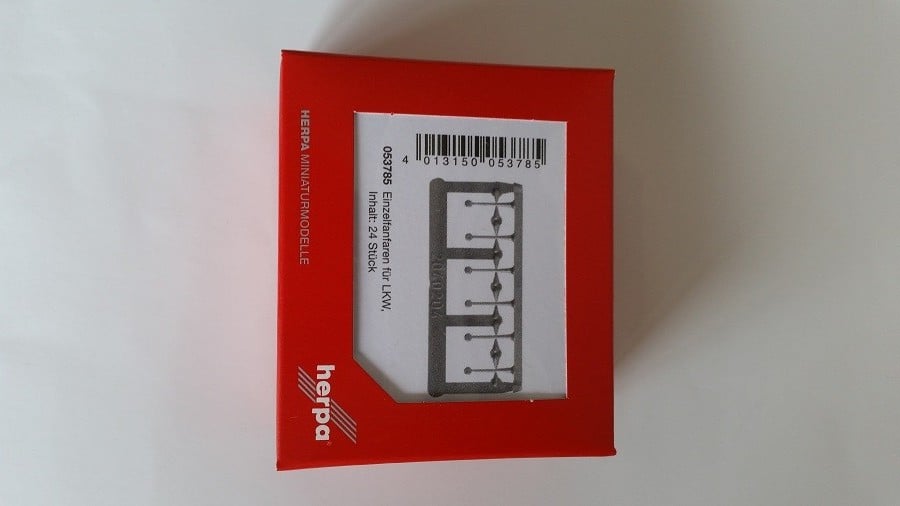 HERPA MINIATURMODELLE
4 013150 053785
053785 Einzelfanfaren für LKW,
Inhalt: 24 Stück
herpa®